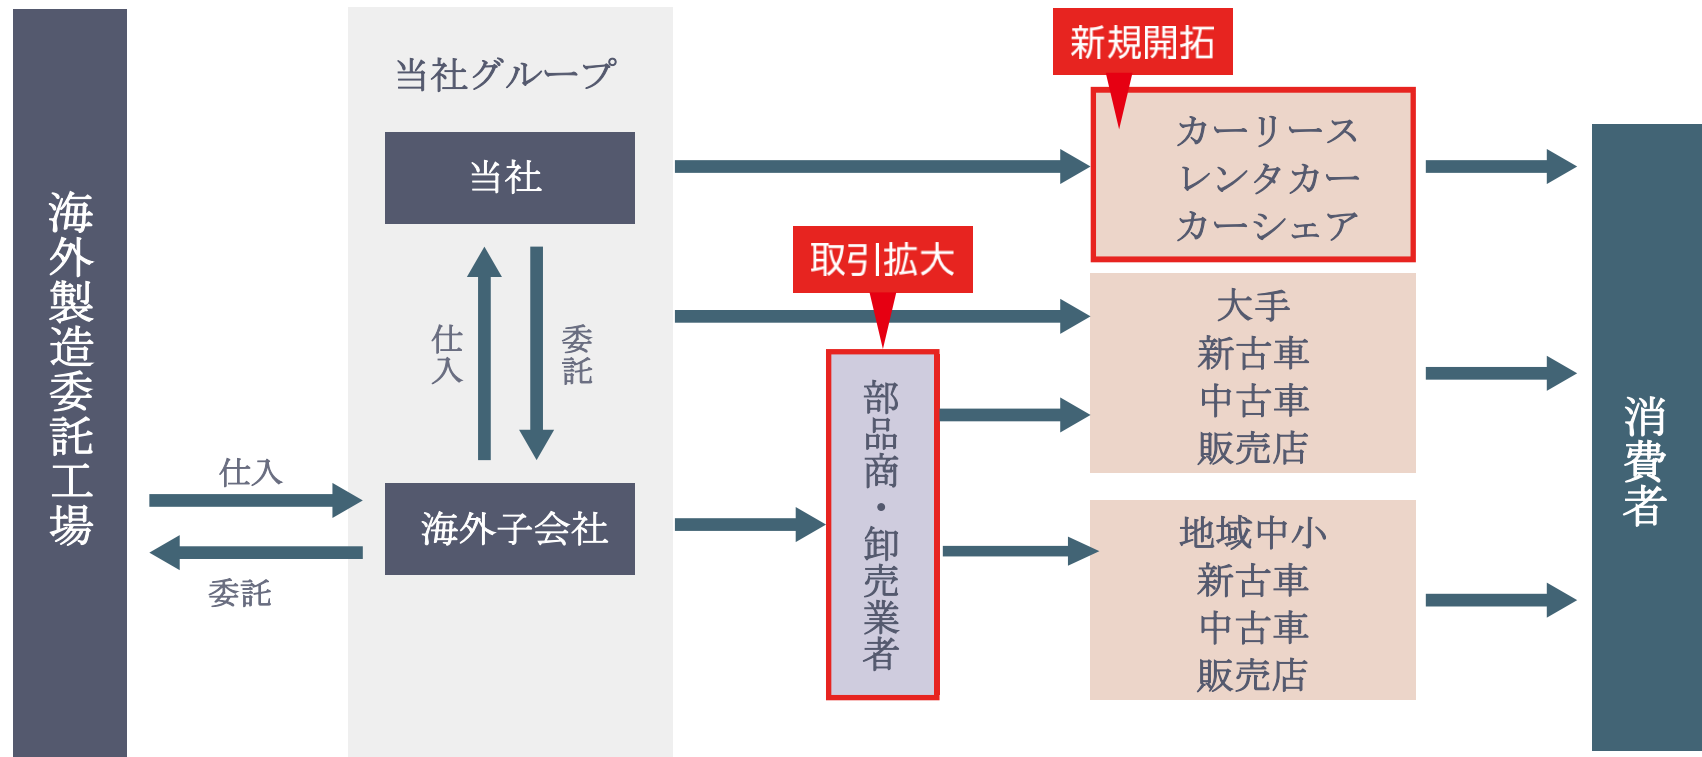 海外製造委託工場
仕入
委託
当社グループ
当社
仕入
委託
海外子会社
取引拡大
部品商・卸売業者
新規開拓
カーリース
レンタカー
カーシェア
大手
新古車
中古車
販売店
地域中小
新古車
中古車
販売店
消費者